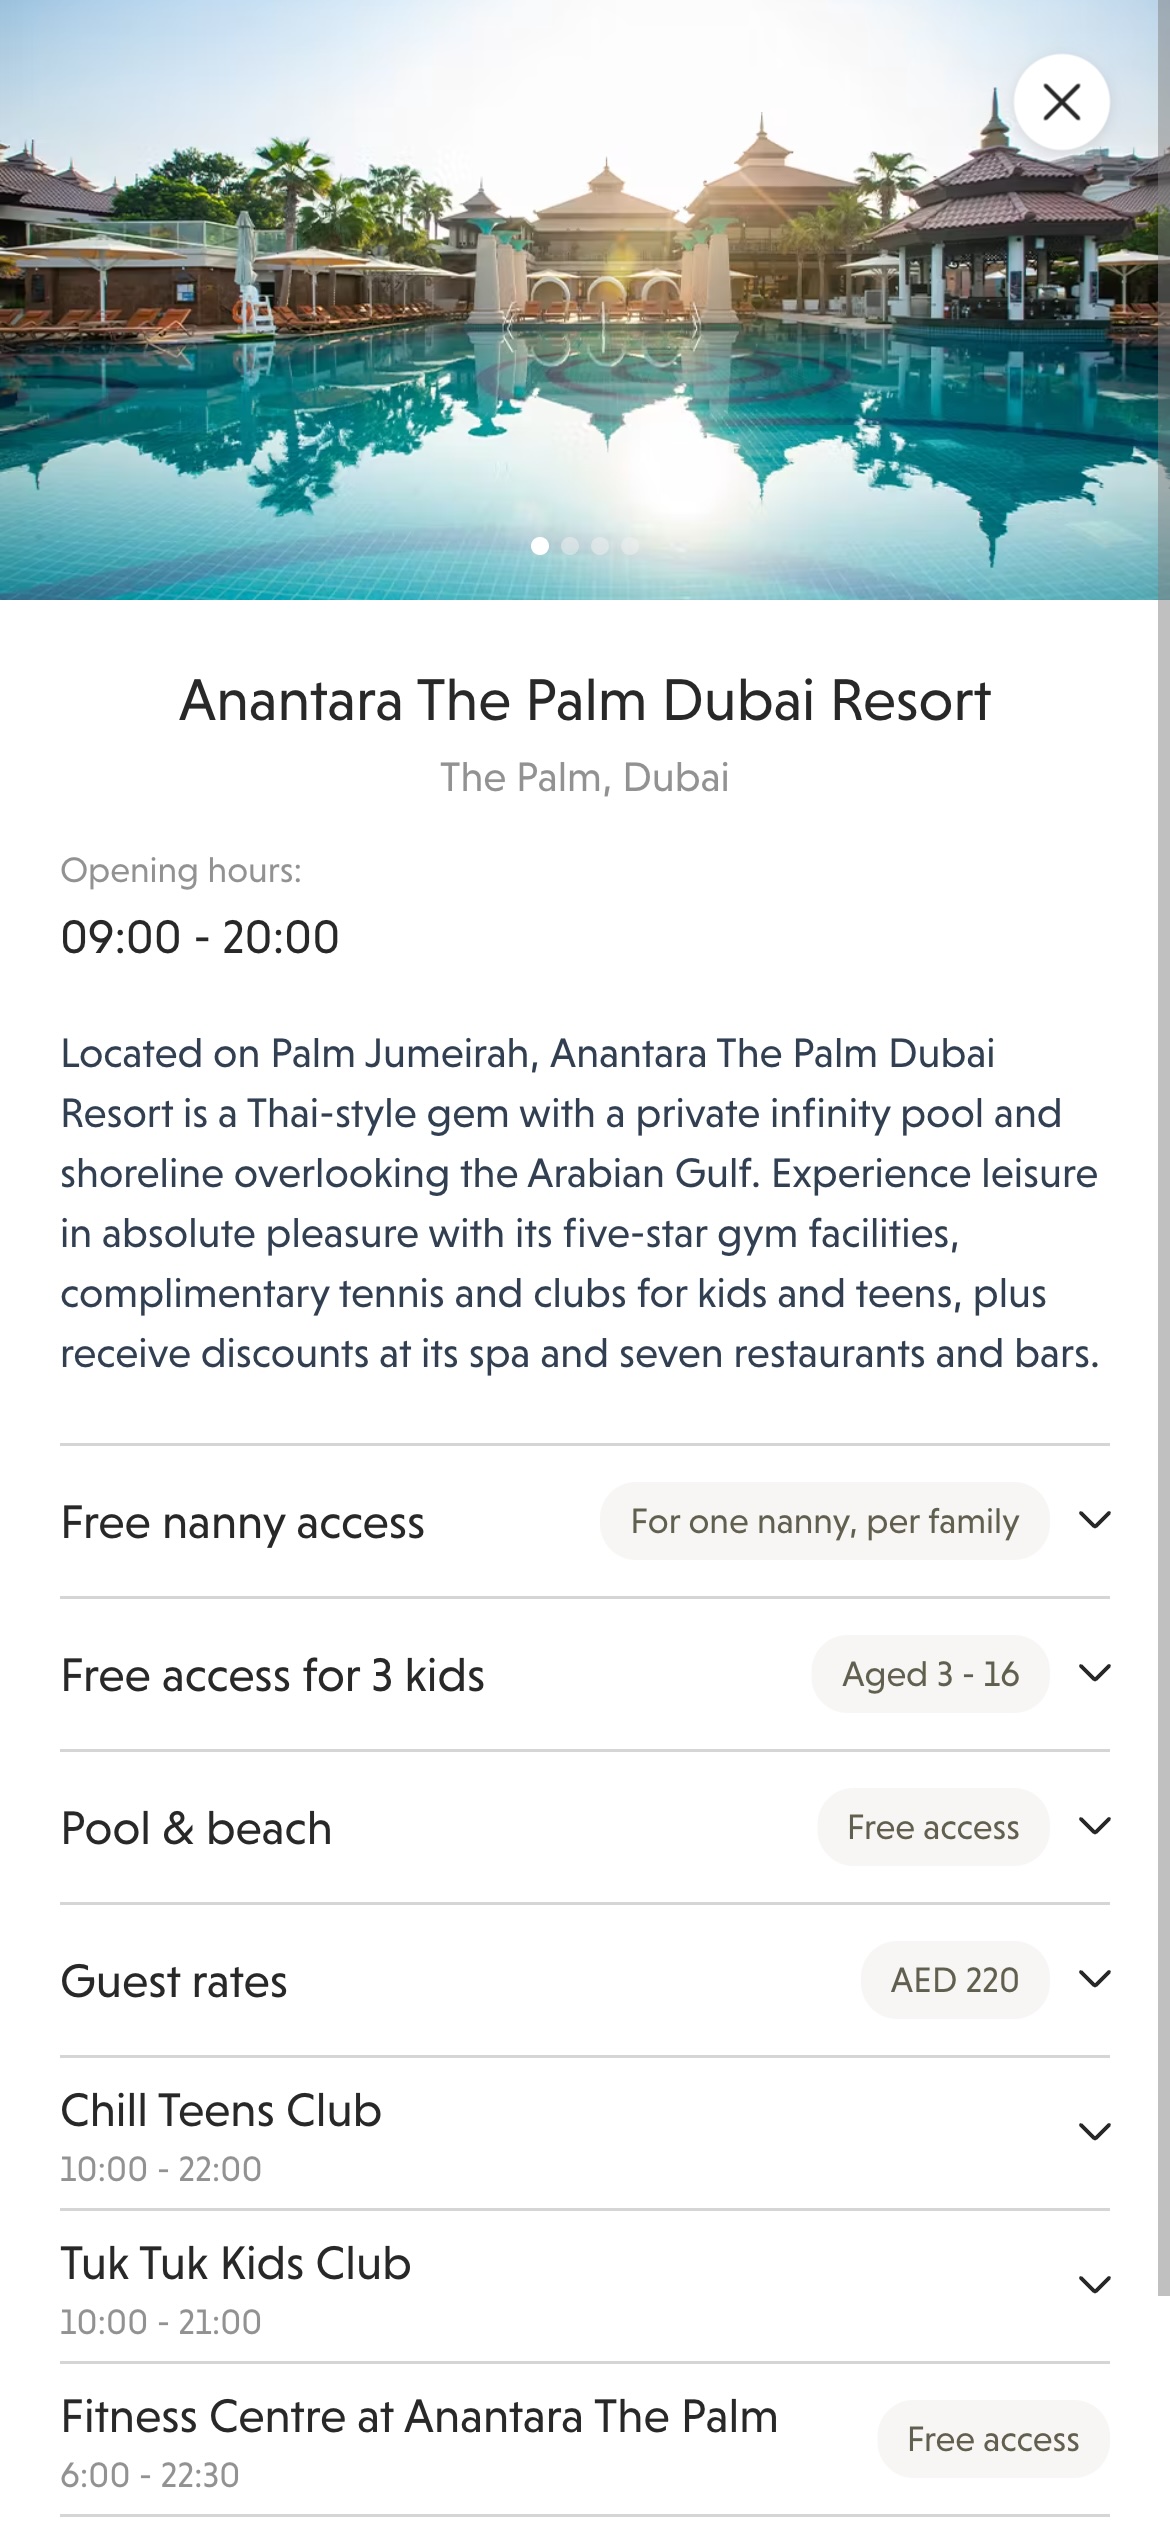 Anantara The Palm Dubai Resort
The Palm, Dubai
Opening hours:
09:00 - 20:00
Located on Palm Jumeirah, Anantara The Palm Dubai
Resort is a Thai-style gem with a private infinity pool and
shoreline overlooking the Arabian Gulf. Experience leisure
in absolute pleasure with its five-star gym facilities,
complimentary tennis and clubs for kids and teens, plus
receive discounts at its spa and seven restaurants and bars.
Free nanny access For one nanny, per family
Free access for 3 kids Aged 3 - 16
Pool & beach Free access
Guest rates AED 220
Chill Teens Club
10:00 - 22:00
Tuk Tuk Kids Club
10:00 - 21:00
Fitness Centre at Anantara The Palm Free access
6:00 - 22:30